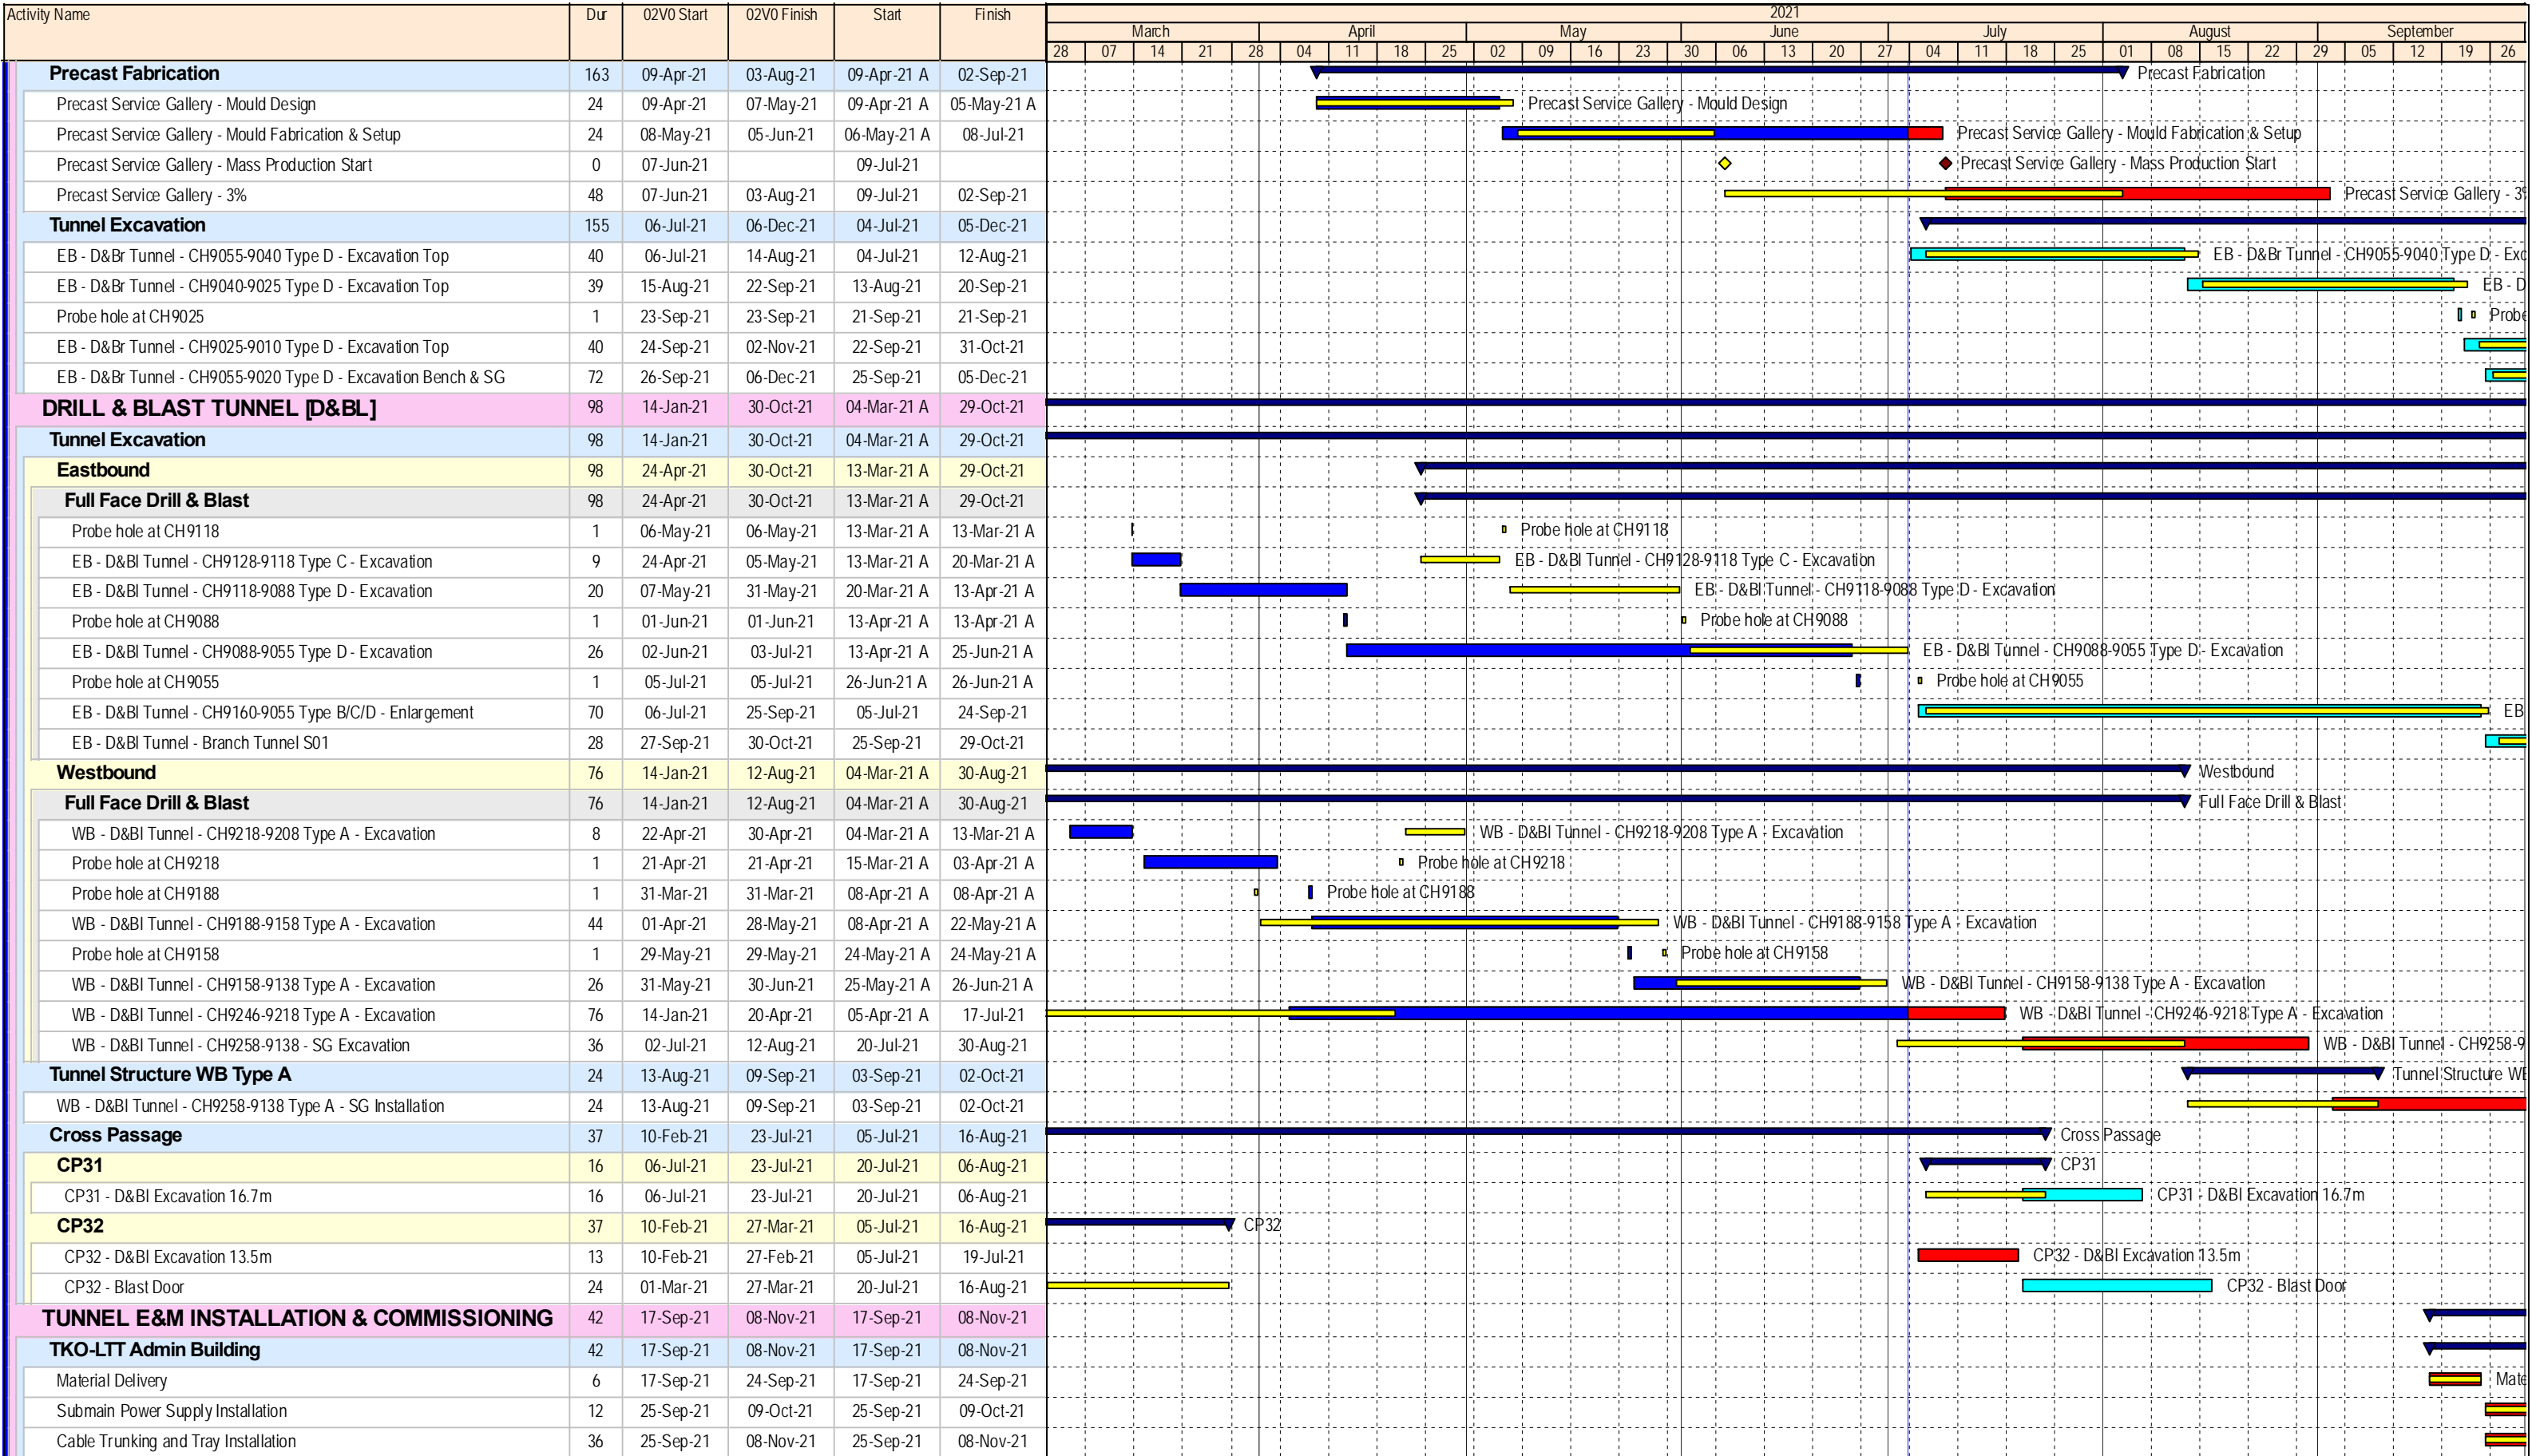 Activity Name Dur 02V0 Start 02V0 Finish Start Finish 2021
March April May June July August September
28 07 14 21 28 04 11 18 25 02 09 16 23 30 06 13 20 27 04 11 18 25 01 08 15 22 29 05 12 19 26
Precast Fabrication 163 09-Apr-21 03-Aug-21 09-Apr-21 A 02-Sep-21 Precast Fabrication
Precast Service Gallery - Mould Design 24 09-Apr-21 07-May-21 09-Apr-21 A 05-May-21 A Precast Service Gallery - Mould Design
Precast Service Gallery - Mould Fabrication & Setup 24 08-May-21 05-Jun-21 06-May-21 A 08-Jul-21 Precast Service Gallery - Mould Fabrication & Setup
Precast Service Gallery - Mass Production Start 0 07-Jun-21 09-Jul-21 Precast Service Gallery - Mass Production Start
Precast Service Gallery - 3% 48 07-Jun-21 03-Aug-21 09-Jul-21 02-Sep-21 Precast Service Gallery - 3%
Tunnel Excavation 155 06-Jul-21 06-Dec-21 04-Jul-21 05-Dec-21
EB - D&Br Tunnel - CH9055-9040 Type D - Excavation Top 40 06-Jul-21 14-Aug-21 04-Jul-21 12-Aug-21 EB - D&Br Tunnel - CH9055-9040 Type D - Exc
EB - D&Br Tunnel - CH9040-9025 Type D - Excavation Top 39 15-Aug-21 22-Sep-21 13-Aug-21 20-Sep-21 EB - D
Probe hole at CH9025 1 23-Sep-21 23-Sep-21 21-Sep-21 21-Sep-21 Probe
EB - D&Br Tunnel - CH9025-9010 Type D - Excavation Top 40 24-Sep-21 02-Nov-21 22-Sep-21 31-Oct-21
EB - D&Br Tunnel - CH9055-9020 Type D - Excavation Bench & SG 72 26-Sep-21 06-Dec-21 25-Sep-21 05-Dec-21
DRILL & BLAST TUNNEL [D&BL] 98 14-Jan-21 30-Oct-21 04-Mar-21 A 29-Oct-21
Tunnel Excavation 98 14-Jan-21 30-Oct-21 04-Mar-21 A 29-Oct-21
Eastbound 98 24-Apr-21 30-Oct-21 13-Mar-21 A 29-Oct-21
Full Face Drill & Blast 98 24-Apr-21 30-Oct-21 13-Mar-21 A 29-Oct-21
Probe hole at CH9118 1 06-May-21 06-May-21 13-Mar-21 A 13-Mar-21 A Probe hole at CH9118
EB - D&Bl Tunnel - CH9128-9118 Type C - Excavation 9 24-Apr-21 05-May-21 13-Mar-21 A 20-Mar-21 A EB - D&Bl Tunnel - CH9128-9118 Type C - Excavation
EB - D&Bl Tunnel - CH9118-9088 Type D - Excavation 20 07-May-21 31-May-21 20-Mar-21 A 13-Apr-21 A EB - D&Bl Tunnel - CH9118-9088 Type D - Excavation
Probe hole at CH9088 1 01-Jun-21 01-Jun-21 13-Apr-21 A 13-Apr-21 A Probe hole at CH9088
EB - D&Bl Tunnel - CH9088-9055 Type D - Excavation 26 02-Jun-21 03-Jul-21 13-Apr-21 A 25-Jun-21 A EB - D&Bl Tunnel - CH9088-9055 Type D - Excavation
Probe hole at CH9055 1 05-Jul-21 05-Jul-21 26-Jun-21 A 26-Jun-21 A Probe hole at CH9055
EB - D&Bl Tunnel - CH9160-9055 Type B/C/D - Enlargement 70 06-Jul-21 25-Sep-21 05-Jul-21 24-Sep-21 EB
EB - D&Bl Tunnel - Branch Tunnel S01 28 27-Sep-21 30-Oct-21 25-Sep-21 29-Oct-21
Westbound 76 14-Jan-21 12-Aug-21 04-Mar-21 A 30-Aug-21 Westbound
Full Face Drill & Blast 76 14-Jan-21 12-Aug-21 04-Mar-21 A 30-Aug-21 Full Face Drill & Blast
WB - D&Bl Tunnel - CH9218-9208 Type A - Excavation 8 22-Apr-21 30-Apr-21 04-Mar-21 A 13-Mar-21 A WB - D&Bl Tunnel - CH9218-9208 Type A - Excavation
Probe hole at CH9218 1 21-Apr-21 21-Apr-21 15-Mar-21 A 03-Apr-21 A Probe hole at CH9218
Probe hole at CH9188 1 31-Mar-21 31-Mar-21 08-Apr-21 A 08-Apr-21 A Probe hole at CH9188
WB - D&Bl Tunnel - CH9188-9158 Type A - Excavation 44 01-Apr-21 28-May-21 08-Apr-21 A 22-May-21 A WB - D&Bl Tunnel - CH9188-9158 Type A - Excavation
Probe hole at CH9158 1 29-May-21 29-May-21 24-May-21 A 24-May-21 A Probe hole at CH9158
WB - D&Bl Tunnel - CH9158-9138 Type A - Excavation 26 31-May-21 30-Jun-21 25-May-21 A 26-Jun-21 A WB - D&Bl Tunnel - CH9158-9138 Type A - Excavation
WB - D&Bl Tunnel - CH9246-9218 Type A - Excavation 76 14-Jan-21 20-Apr-21 05-Apr-21 A 17-Jul-21 WB - D&Bl Tunnel - CH9246-9218 Type A - Excavation
WB - D&Bl Tunnel - CH9258-9138 - SG Excavation 36 02-Jul-21 12-Aug-21 20-Jul-21 30-Aug-21 WB - D&Bl Tunnel - CH9258-9
Tunnel Structure WB Type A 24 13-Aug-21 09-Sep-21 03-Sep-21 02-Oct-21 Tunnel Structure WB
WB - D&Bl Tunnel - CH9258-9138 Type A - SG Installation 24 13-Aug-21 09-Sep-21 03-Sep-21 02-Oct-21
Cross Passage 37 10-Feb-21 23-Jul-21 05-Jul-21 16-Aug-21 Cross Passage
CP31 16 06-Jul-21 23-Jul-21 20-Jul-21 06-Aug-21 CP31
CP31 - D&Bl Excavation 16.7m 16 06-Jul-21 23-Jul-21 20-Jul-21 06-Aug-21 CP31 - D&Bl Excavation 16.7m
CP32 37 10-Feb-21 27-Mar-21 05-Jul-21 16-Aug-21 CP32
CP32 - D&Bl Excavation 13.5m 13 10-Feb-21 27-Feb-21 05-Jul-21 19-Jul-21 CP32 - D&Bl Excavation 13.5m
CP32 - Blast Door 24 01-Mar-21 27-Mar-21 20-Jul-21 16-Aug-21 CP32 - Blast Door
TUNNEL E&M INSTALLATION & COMMISSIONING 42 17-Sep-21 08-Nov-21 17-Sep-21 08-Nov-21
TKO-LTT Admin Building 42 17-Sep-21 08-Nov-21 17-Sep-21 08-Nov-21
Material Delivery 6 17-Sep-21 24-Sep-21 17-Sep-21 24-Sep-21 Mate
Submain Power Supply Installation 12 25-Sep-21 09-Oct-21 25-Sep-21 09-Oct-21
Cable Trunking and Tray Installation 36 25-Sep-21 08-Nov-21 25-Sep-21 08-Nov-21